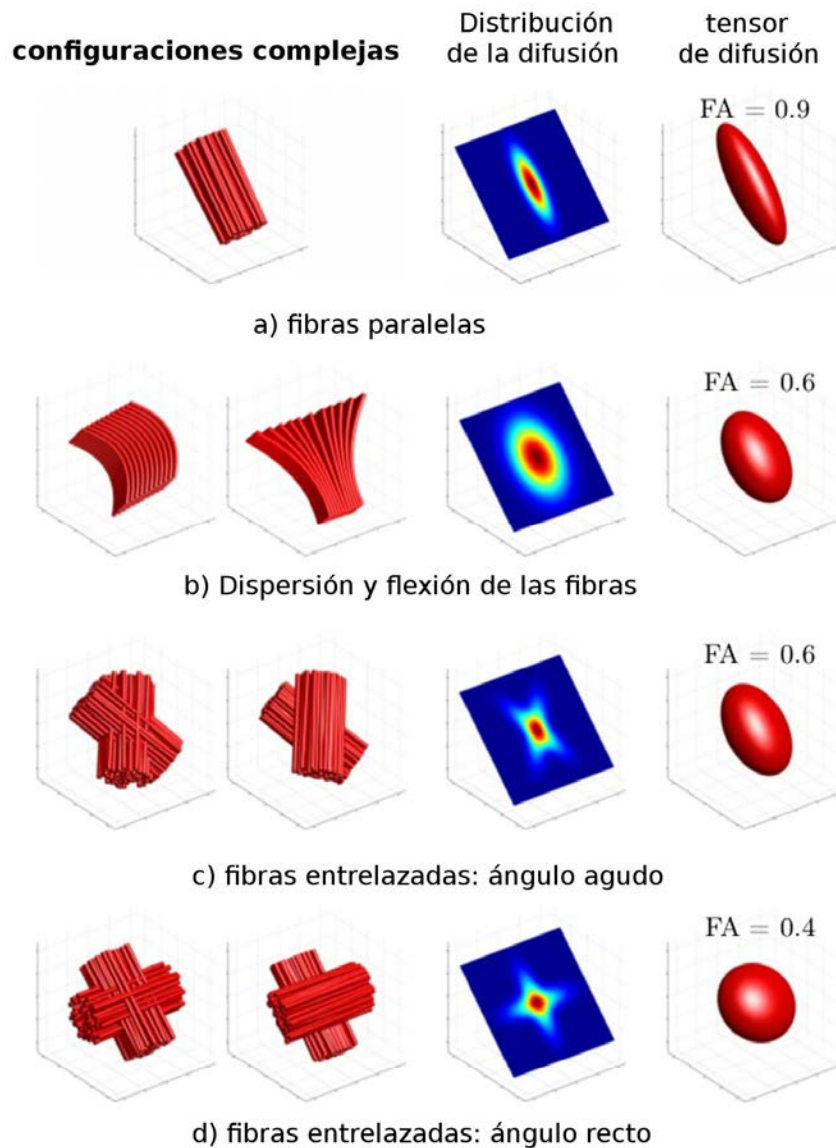 configuraciones complejas
Distribución
de la difusión
tensor
de difusión
FA = 0.9
a) fibras paralelas
FA = 0.6
b) Dispersión y flexión de las fibras
FA = 0.6
c) fibras entrelazadas: ángulo agudo
FA = 0.4
d) fibras entrelazadas: ángulo recto